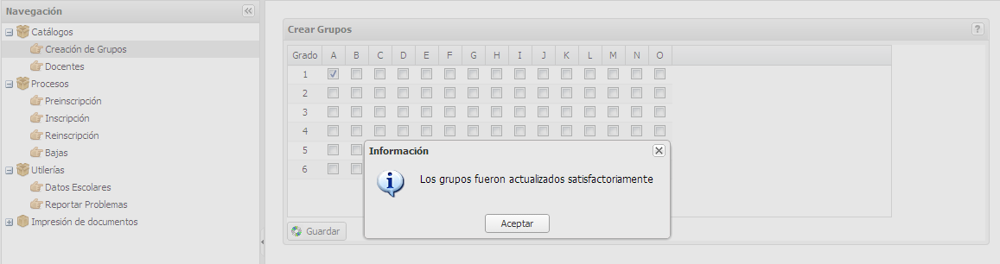 Navegación
Catálogos
Creación de Grupos
Docentes
Procesos
Preinscripción
Inscripción
Reinscripción
Bajas
Utilerías
Datos Escolares
Reportar Problemas
Impresión de documentos
Crear Grupos
?
Grado A B C D E F G H I J K L M N O
1
2
3
4
5
6
Guardar
Información
Los grupos fueron actualizados satisfactoriamente
Aceptar